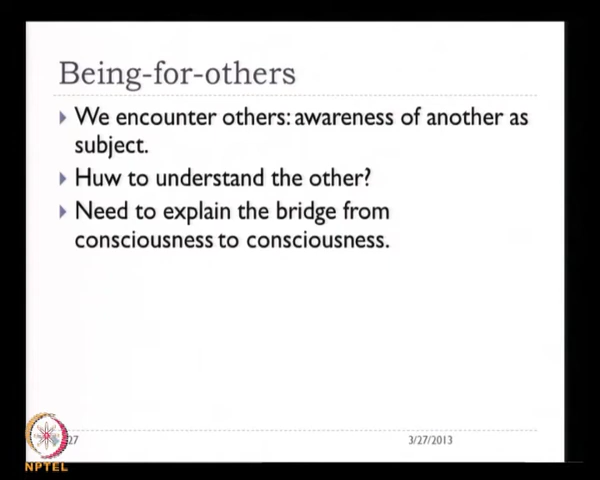 Being-for-others
We encounter others: awareness of another as
subject.
Huw to understand the other?
Need to explain the bridge from
consciousness to consciousness.
27
3/27/2013
NPTEL